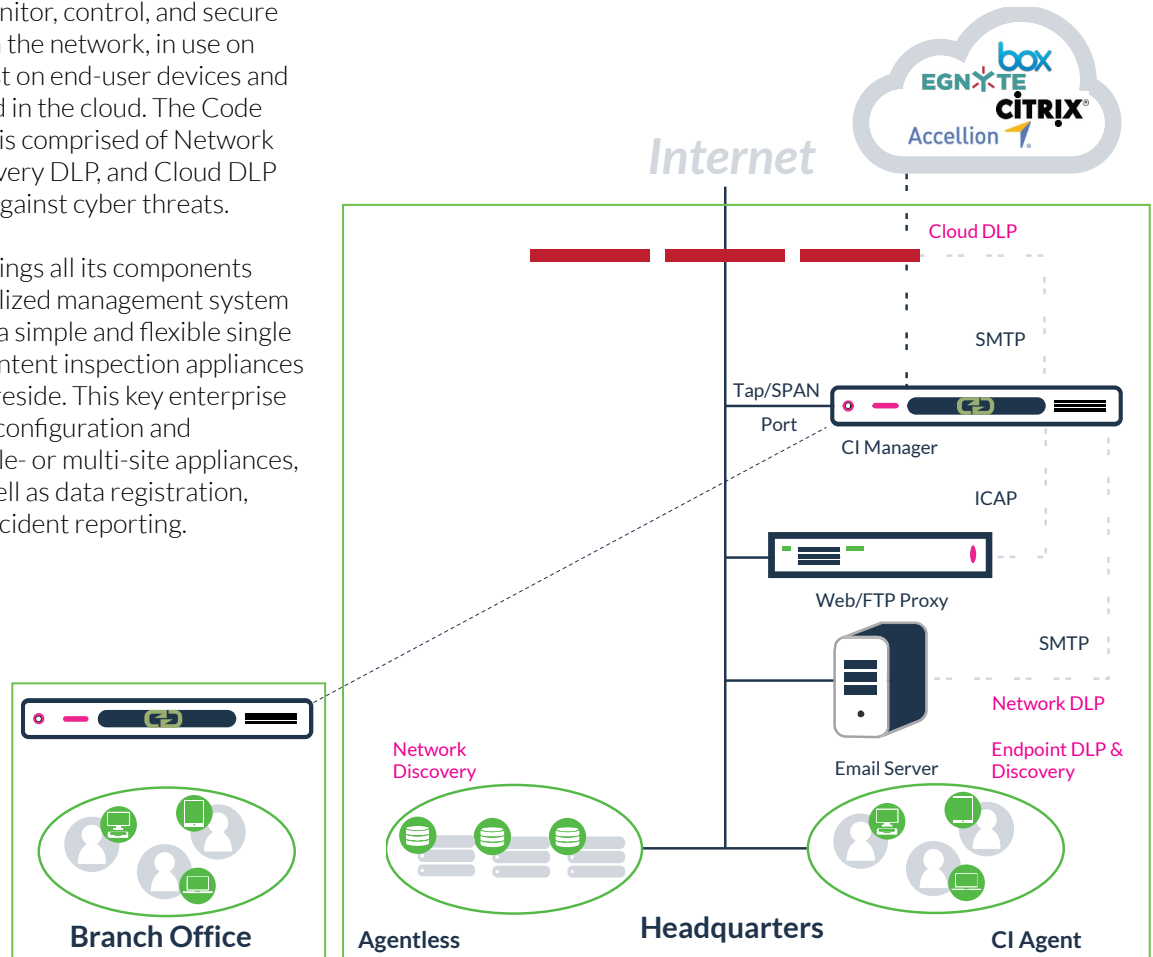 nitor, control, and secure
the network, in use on
st on end-user devices and
d in the cloud. The Code
is comprised of Network
very DLP, and Cloud DLP
gainst cyber threats.
ings all its components
lized management system
a simple and flexible single
ntent inspection appliances
reside. This key enterprise
configuration and
le- or multi-site appliances,
ell as data registration,
cident reporting.
box
EGNYTE
CİTRIX®
Accellion
Internet
Cloud DLP
SMTP
Tap/SPAN
Port
CI Manager
ICAP
Web/FTP Proxy
SMTP
Network DLP
Network
Discovery
Email Server
Endpoint DLP &
Discovery
Branch Office
Agentless
Headquarters
CI Agent